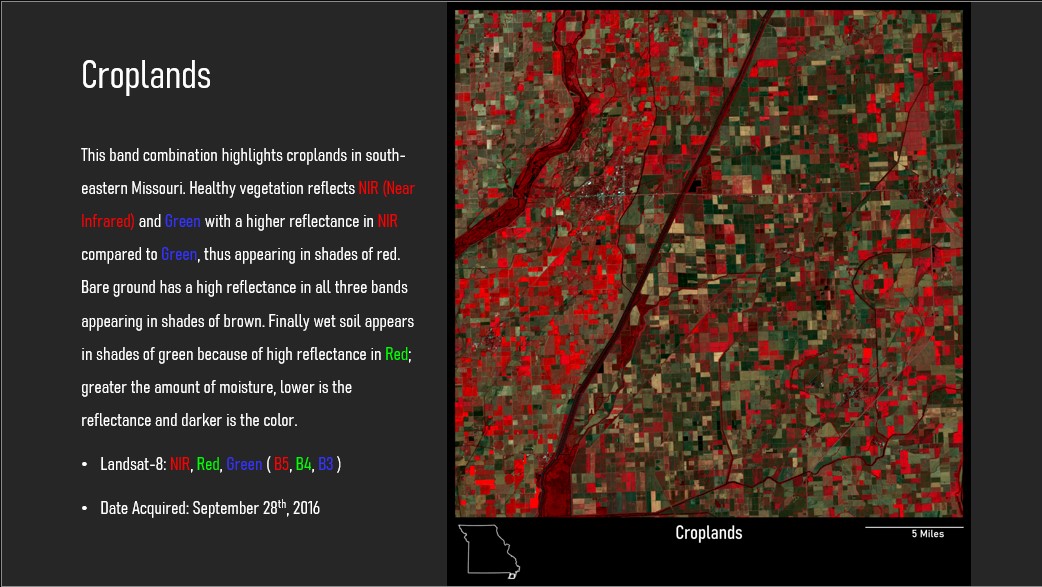 Croplands
This band combination highlights croplands in south-
eastern Missouri. Healthy vegetation reflects NIR (Near
Infrared) and Green with a higher reflectance in NIR
compared to Green, thus appearing in shades of red.
Bare ground has a high reflectance in all three bands
appearing in shades of brown. Finally wet soil appears
in shades of green because of high reflectance in Red;
greater the amount of moisture, lower is the
reflectance and darker is the color.
• Landsat-8: NIR, Red, Green ( B5, B4, B3 )
• Date Acquired: September 28th, 2016
Croplands
5 Miles